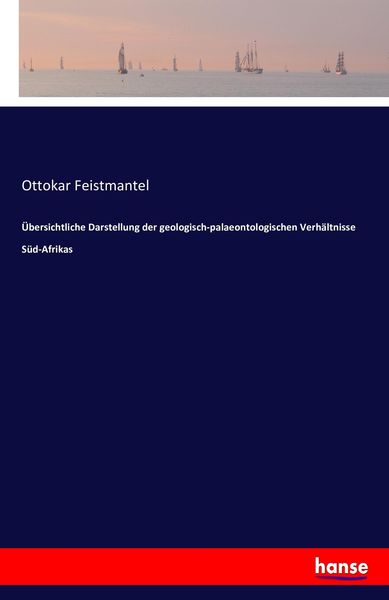 Ottokar Feistmantel
Übersichtliche Darstellung der geologisch-palaeontologischen Verhältnisse
Süd-Afrikas
hanse